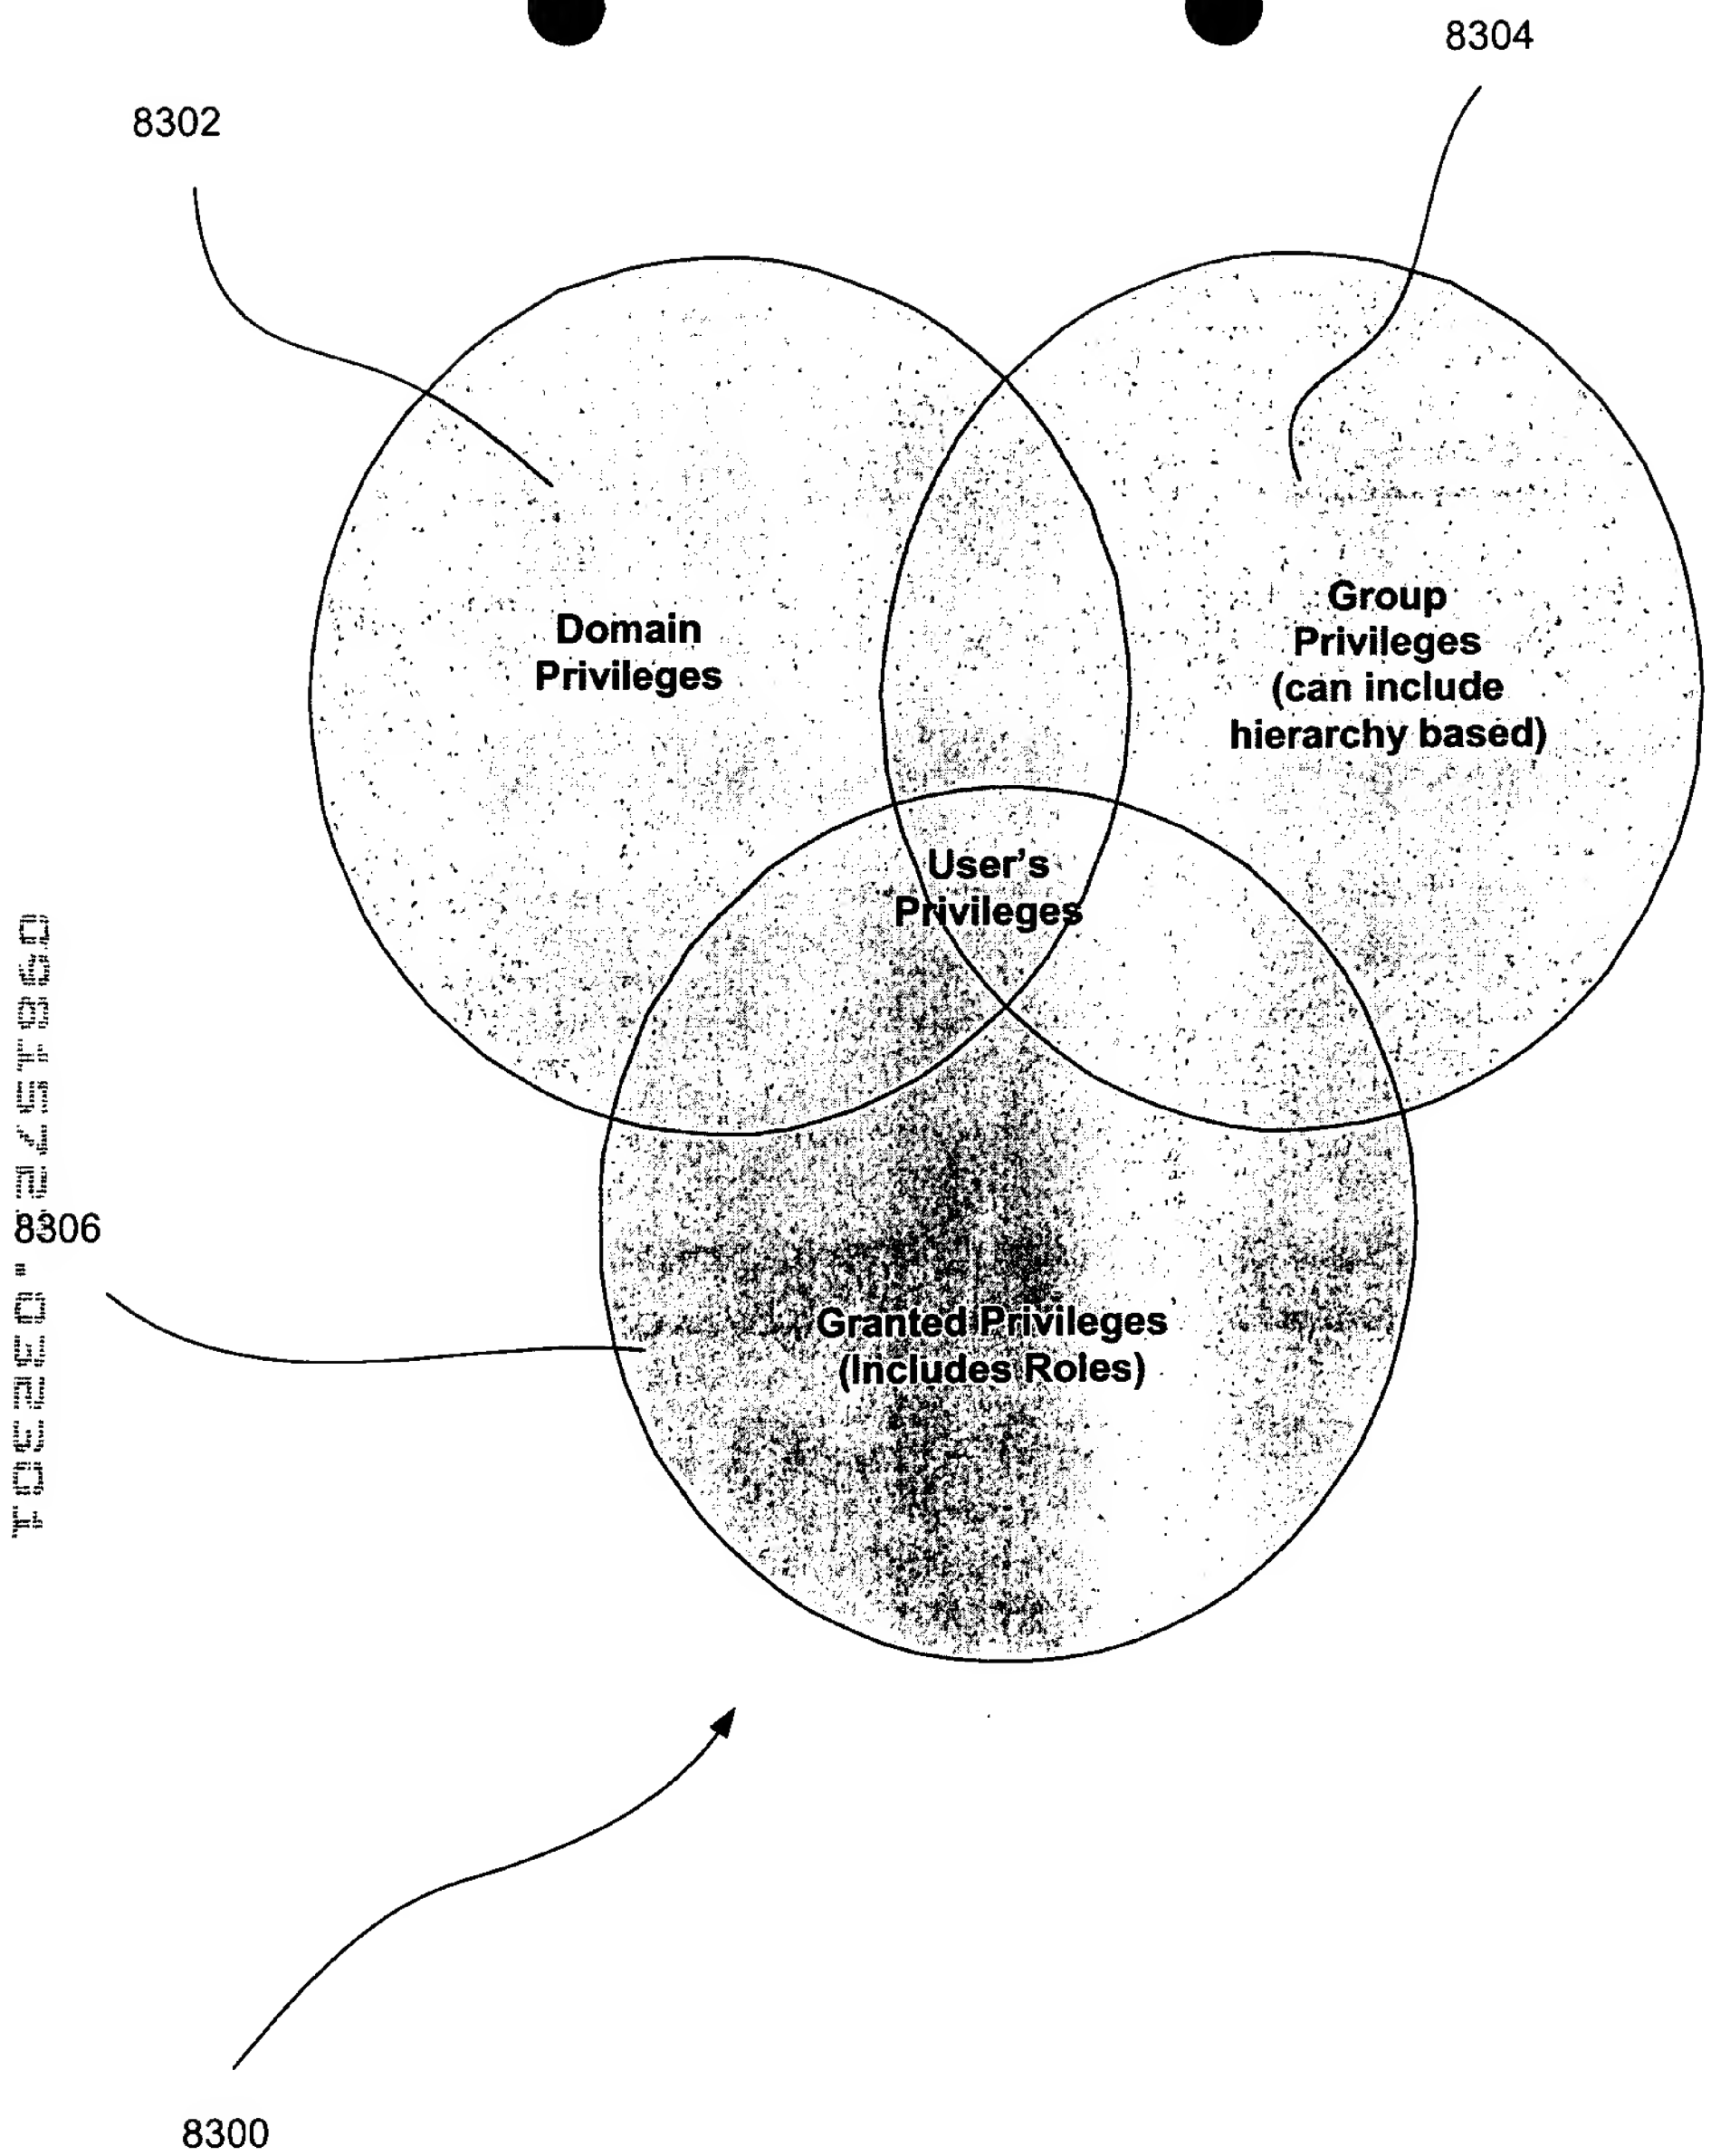 8304
8302
Domain
Privileges
Group
Privileges
(can include
hierarchy based)
User's
Privileges
8306
Granted Privileges
(Includes Roles)
8300